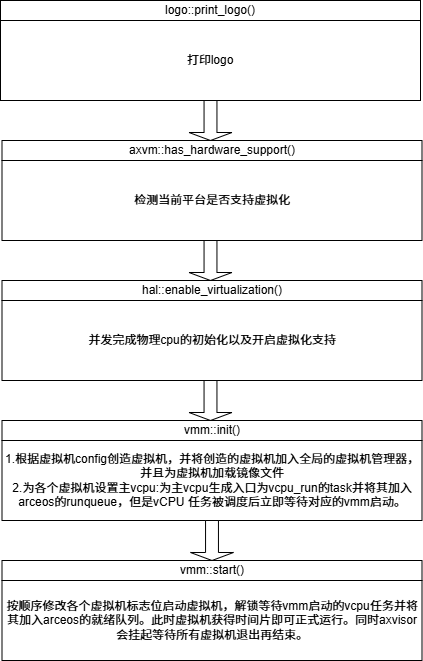 logo::print_logo()
打印logo
axvm::has_hardware_support()
检测当前平台是否支持虚拟化
hal::enable_virtualization()
并发完成物理cpu的初始化以及开启虚拟化支持
vmm::init()
1.根据虚拟机config创造虚拟机，并将创造的虚拟机加入全局的虚拟机管理器，
并且为虚拟机加载镜像文件
2.为各个虚拟机设置主vcpu:为主vcpu生成入口为vcpu_run的task并将其加入
arceos的runqueue，但是vCPU 任务被调度后立即等待对应的vmm启动。
vmm::start()
按顺序修改各个虚拟机标志位启动虚拟机，解锁等待vmm启动的vcpu任务并将
其加入arceos的就绪队列。此时虚拟机获得时间片即可正式运行。同时axvisor
会挂起等待所有虚拟机退出再结束。